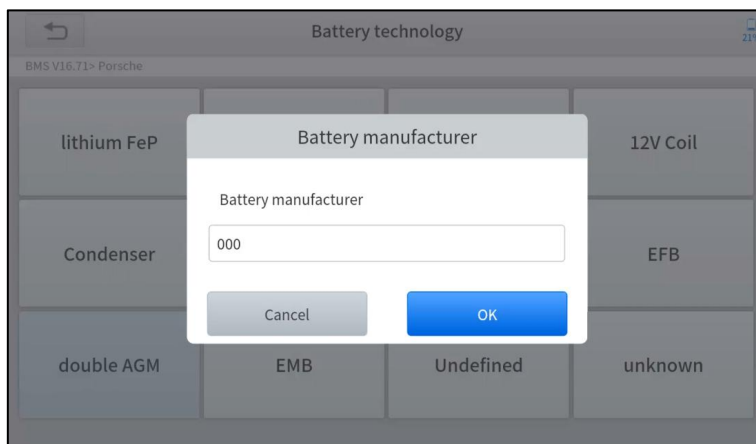 Battery technology
BMS V16.71> Porsche
lithium FeP
12V Coil
Battery manufacturer
Battery manufacturer
000
Condenser
EFB
Cancel
OK
double AGM
EMB
Undefined
unknown